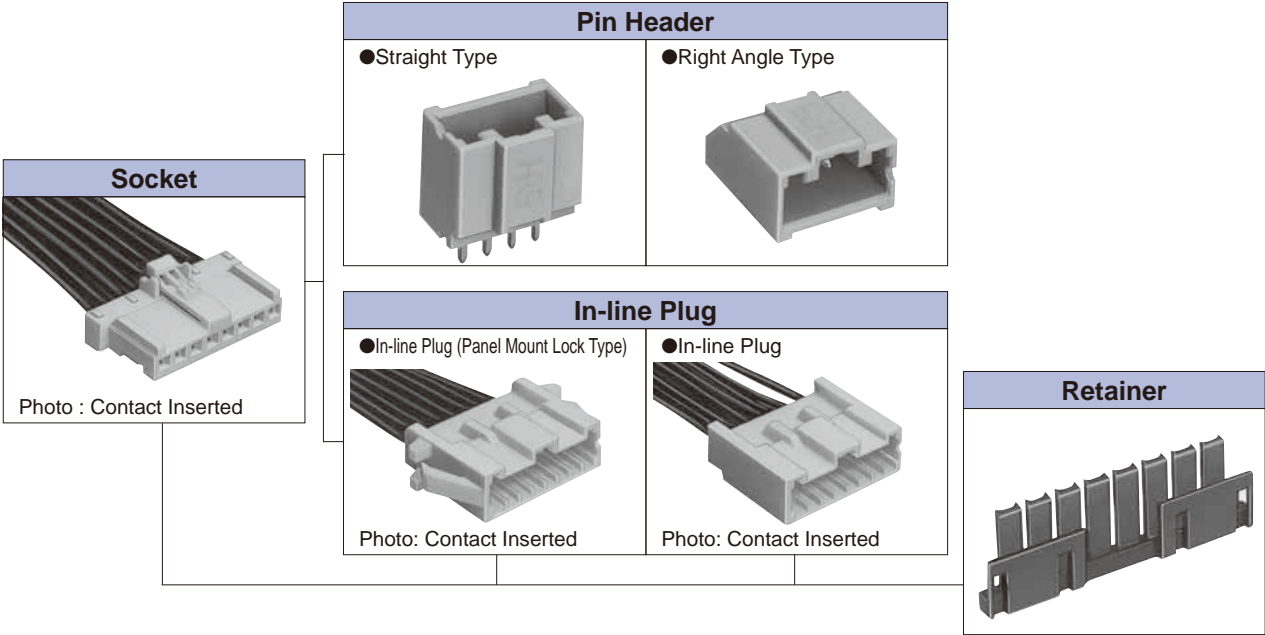 Pin Header
●Straight Type
●Right Angle Type
Socket
Photo : Contact Inserted
In-line Plug
●In-line Plug (Panel Mount Lock Type)
●In-line Plug
Photo: Contact Inserted
Photo: Contact Inserted
Retainer